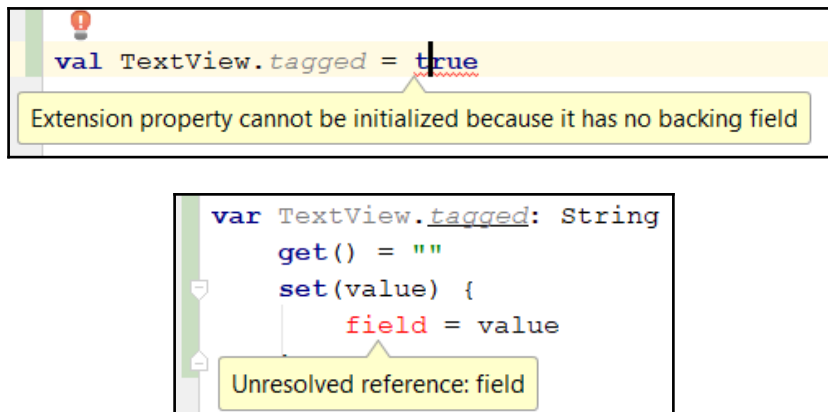 val TextView.tagged = true
Extension property cannot be initialized because it has no backing field
var TextView.tagged: String
get() = ""
set(value) {
field = value
Unresolved reference: field